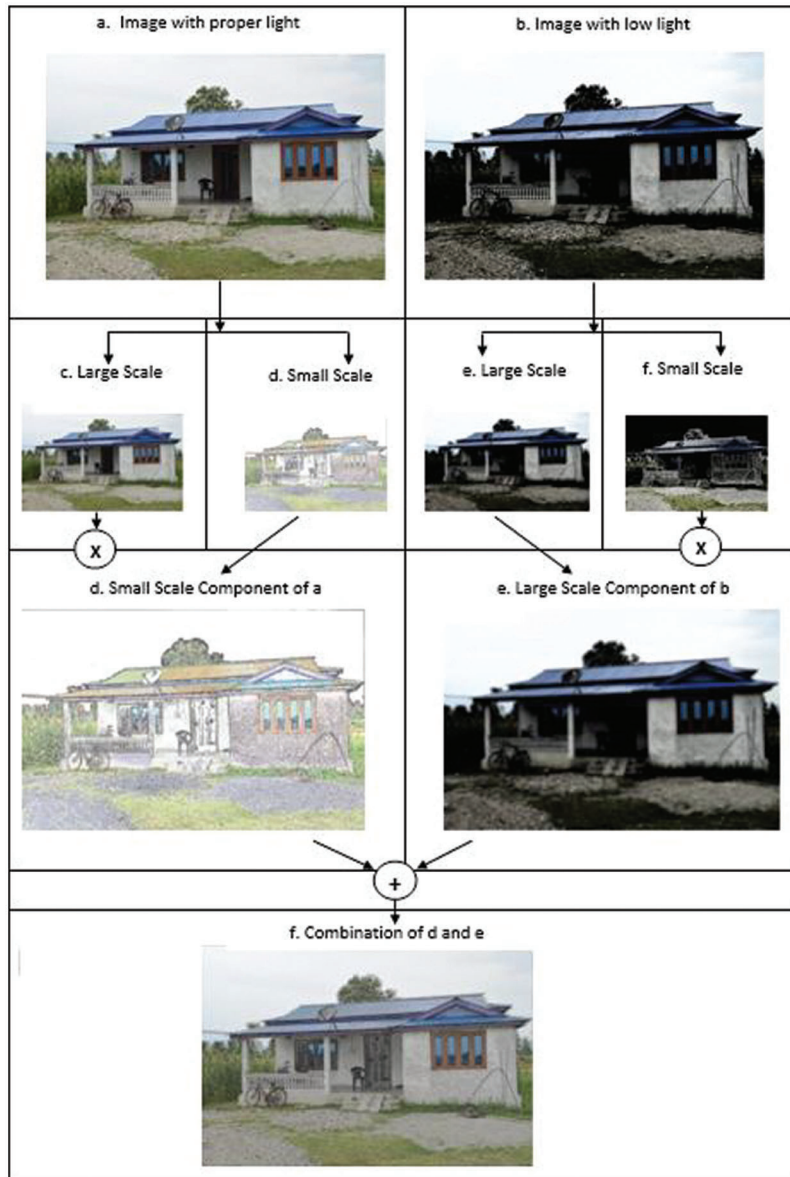 a. Image with proper light
b. Image with low light
c. Large Scale
d. Small Scale
e. Large Scale
f. Small Scale
X
X
d. Small Scale Component of a
e. Large Scale Component of b
+
f. Combination of d and e